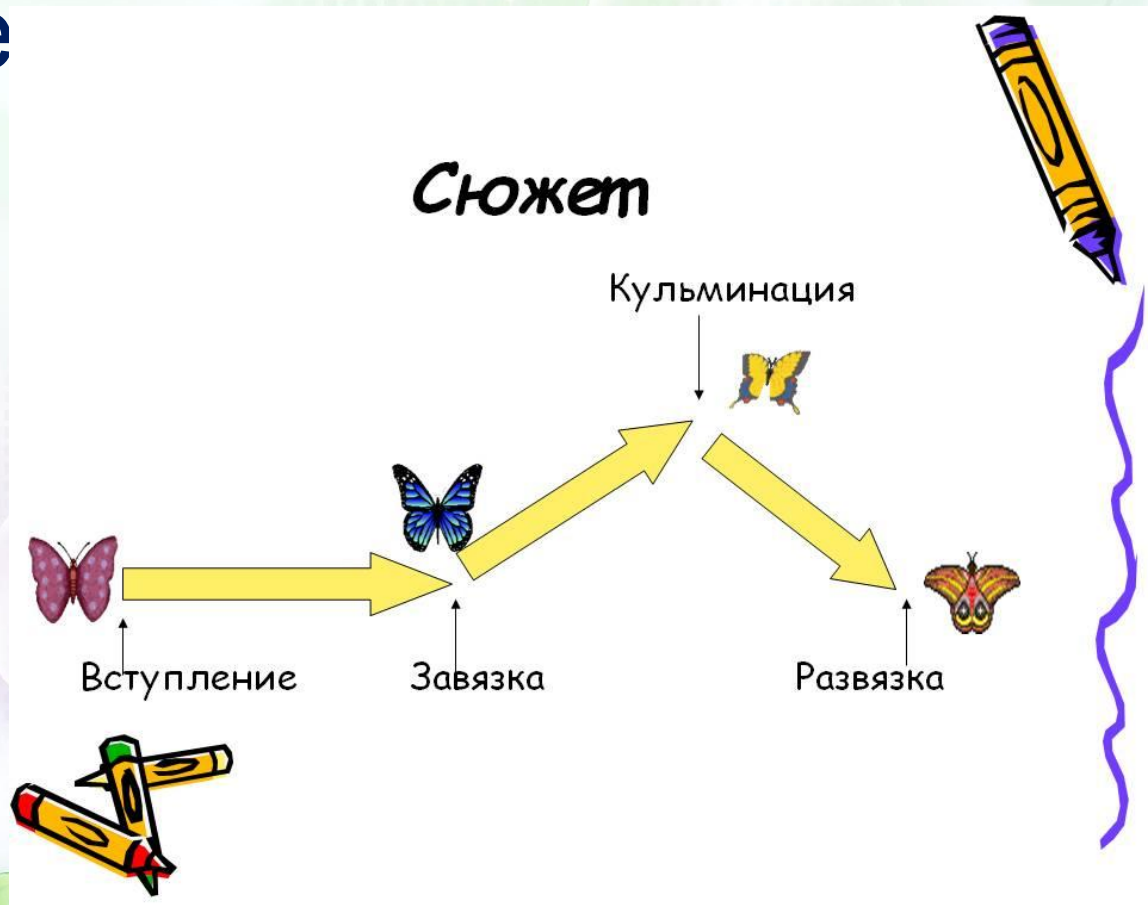 е
Сюжет
Кульминация
Вступление Завязка Развязка